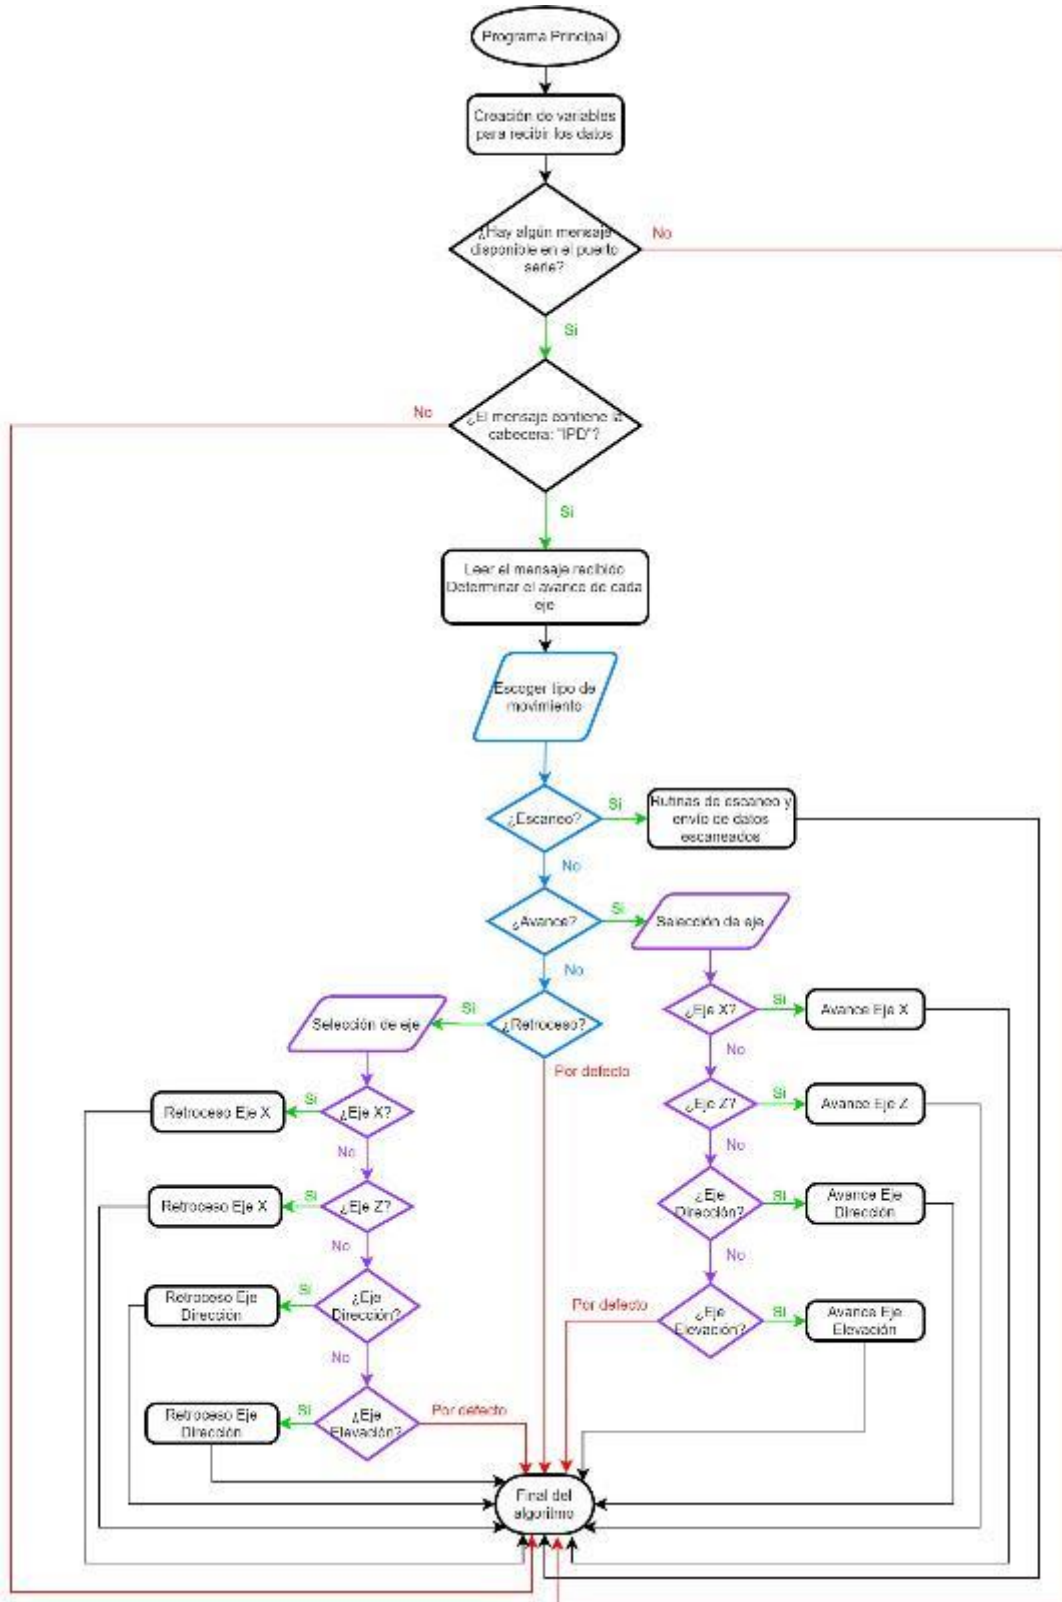 Programa Principal
Creación de variables
para recibir los datos
¿Hay algún mensaje
disponible en el puerto
serie?
No
Si
¿El mensaje contiene la
cabecera: "IPD"?
No
Si
Leer el mensaje recibido
Determinar el avance de cada
eje
Escoger tipo de
movimiento
¿Escaneo?
Si
Rutinas de escaneo y
envío de datos
escaneados
No
¿Avance?
Si
Selección de eje
No
¿Retroceso?
Si
Selección de eje
Por defecto
¿Eje X?
Si
Avance Eje X
No
¿Eje Z?
Si
Avance Eje Z
No
¿Eje
Dirección?
Si
Avance Eje
Dirección
No
¿Eje
Elevación?
Si
Avance Eje
Elevación
Por defecto
¿Eje X?
Si
Retroceso Eje X
No
¿Eje Z?
Si
Retroceso Eje X
No
¿Eje
Dirección?
Si
Retroceso Eje
Dirección
No
¿Eje
Elevación?
Si
Retroceso Eje
Dirección
Por defecto
Final del
algoritmo